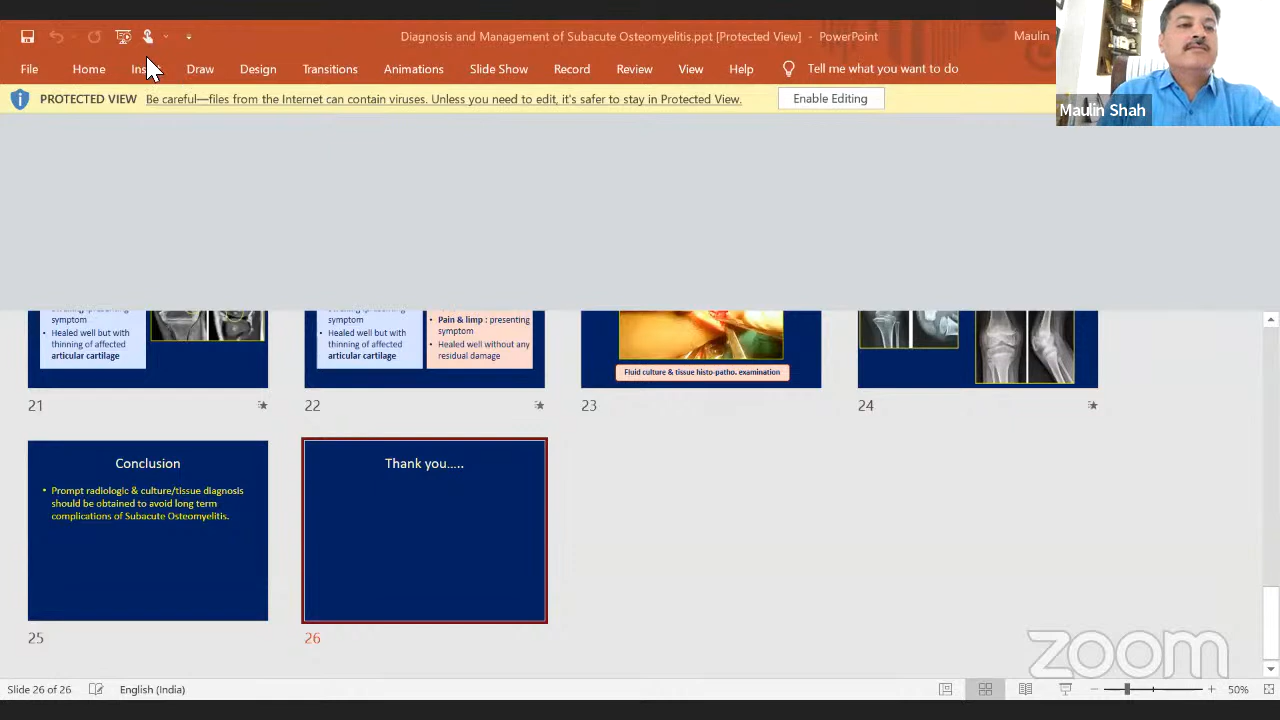 Diagnosis and Management of Subacute Osteomyelitis.ppt [Protected View] - PowerPoint
Maulin
File Home Draw Design Transitions Animations Slide Show Record Review View Help Tell me what you want to do
PROTECTED VIEW Be careful—files from the Internet can contain viruses. Unless you need to edit, it's safer to stay in Protected View. Enable Editing
Maulin Shah
symptom
• Healed well but with
thinning of affected
articular cartilage
21
symptom
• Healed well but with
thinning of affected
articular cartilage
• Pain & limp : presenting
symptom
• Healed well without any
residual damage
22
Fluid culture & tissue histo-patho. examination
23
24
Conclusion
• Prompt radiologic & culture/tissue diagnosis
should be obtained to avoid long term
complications of Subacute Osteomyelitis.
25
Thank you.....
26
zoom
Slide 26 of 26 English (India) 50%